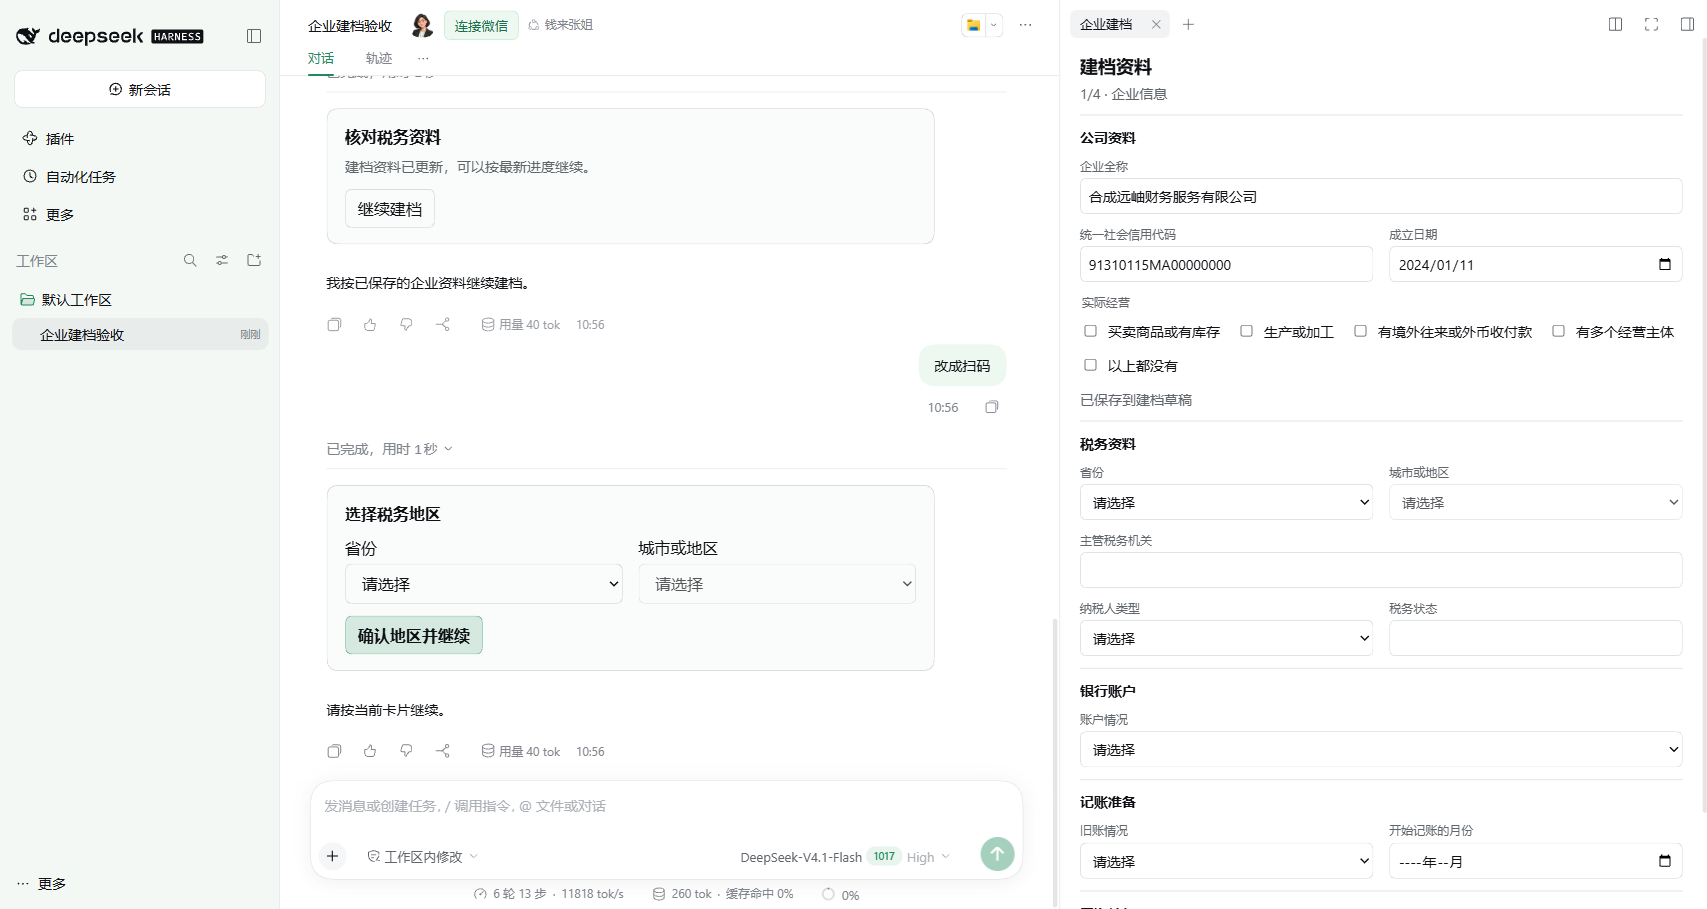 deepseek HARNESS
新会话
插件
自动化任务
更多
工作区
默认工作区
企业建档验收 刚刚
更多
企业建档验收 连接微信 钱来张姐
对话 轨迹
核对税务资料
建档资料已更新，可以按最新进度继续。
继续建档
我按已保存的企业资料继续建档。
用量 40 tok 10:56
改成扫码
10:56
已完成，用时 1 秒
选择税务地区
省份 城市或地区
请选择 请选择
确认地区并继续
请按当前卡片继续。
用量 40 tok 10:56
发消息或创建任务, / 调用指令, @ 文件或对话
工作区内修改 DeepSeek-V4.1-Flash 1017 High
6 轮 13 步 · 11818 tok/s 260 tok · 缓存命中 0% 0%
企业建档
建档资料
1/4 · 企业信息
公司资料
企业全称
合成远岫财务服务有限公司
统一社会信用代码 成立日期
91310115MA00000000 2024/01/11
实际经营
买卖商品或有库存 生产或加工 有境外往来或外币收付款 有多个经营主体
以上都没有
已保存到建档草稿
税务资料
省份 城市或地区
请选择 请选择
主管税务机关
纳税人类型 税务状态
请选择
银行账户
账户情况
请选择
记账准备
旧账情况 开始记账的月份
请选择 ----年--月